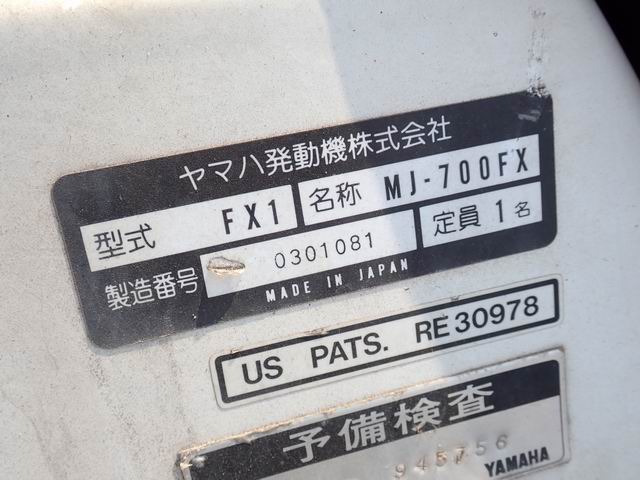 ヤマハ発動機株式会社
型式 FX1 名称 MJ-700FX
製造番号 0301081 定員 1名
MADE IN JAPAN
US PATS. RE30978
予備検査
945756 YAMAHA